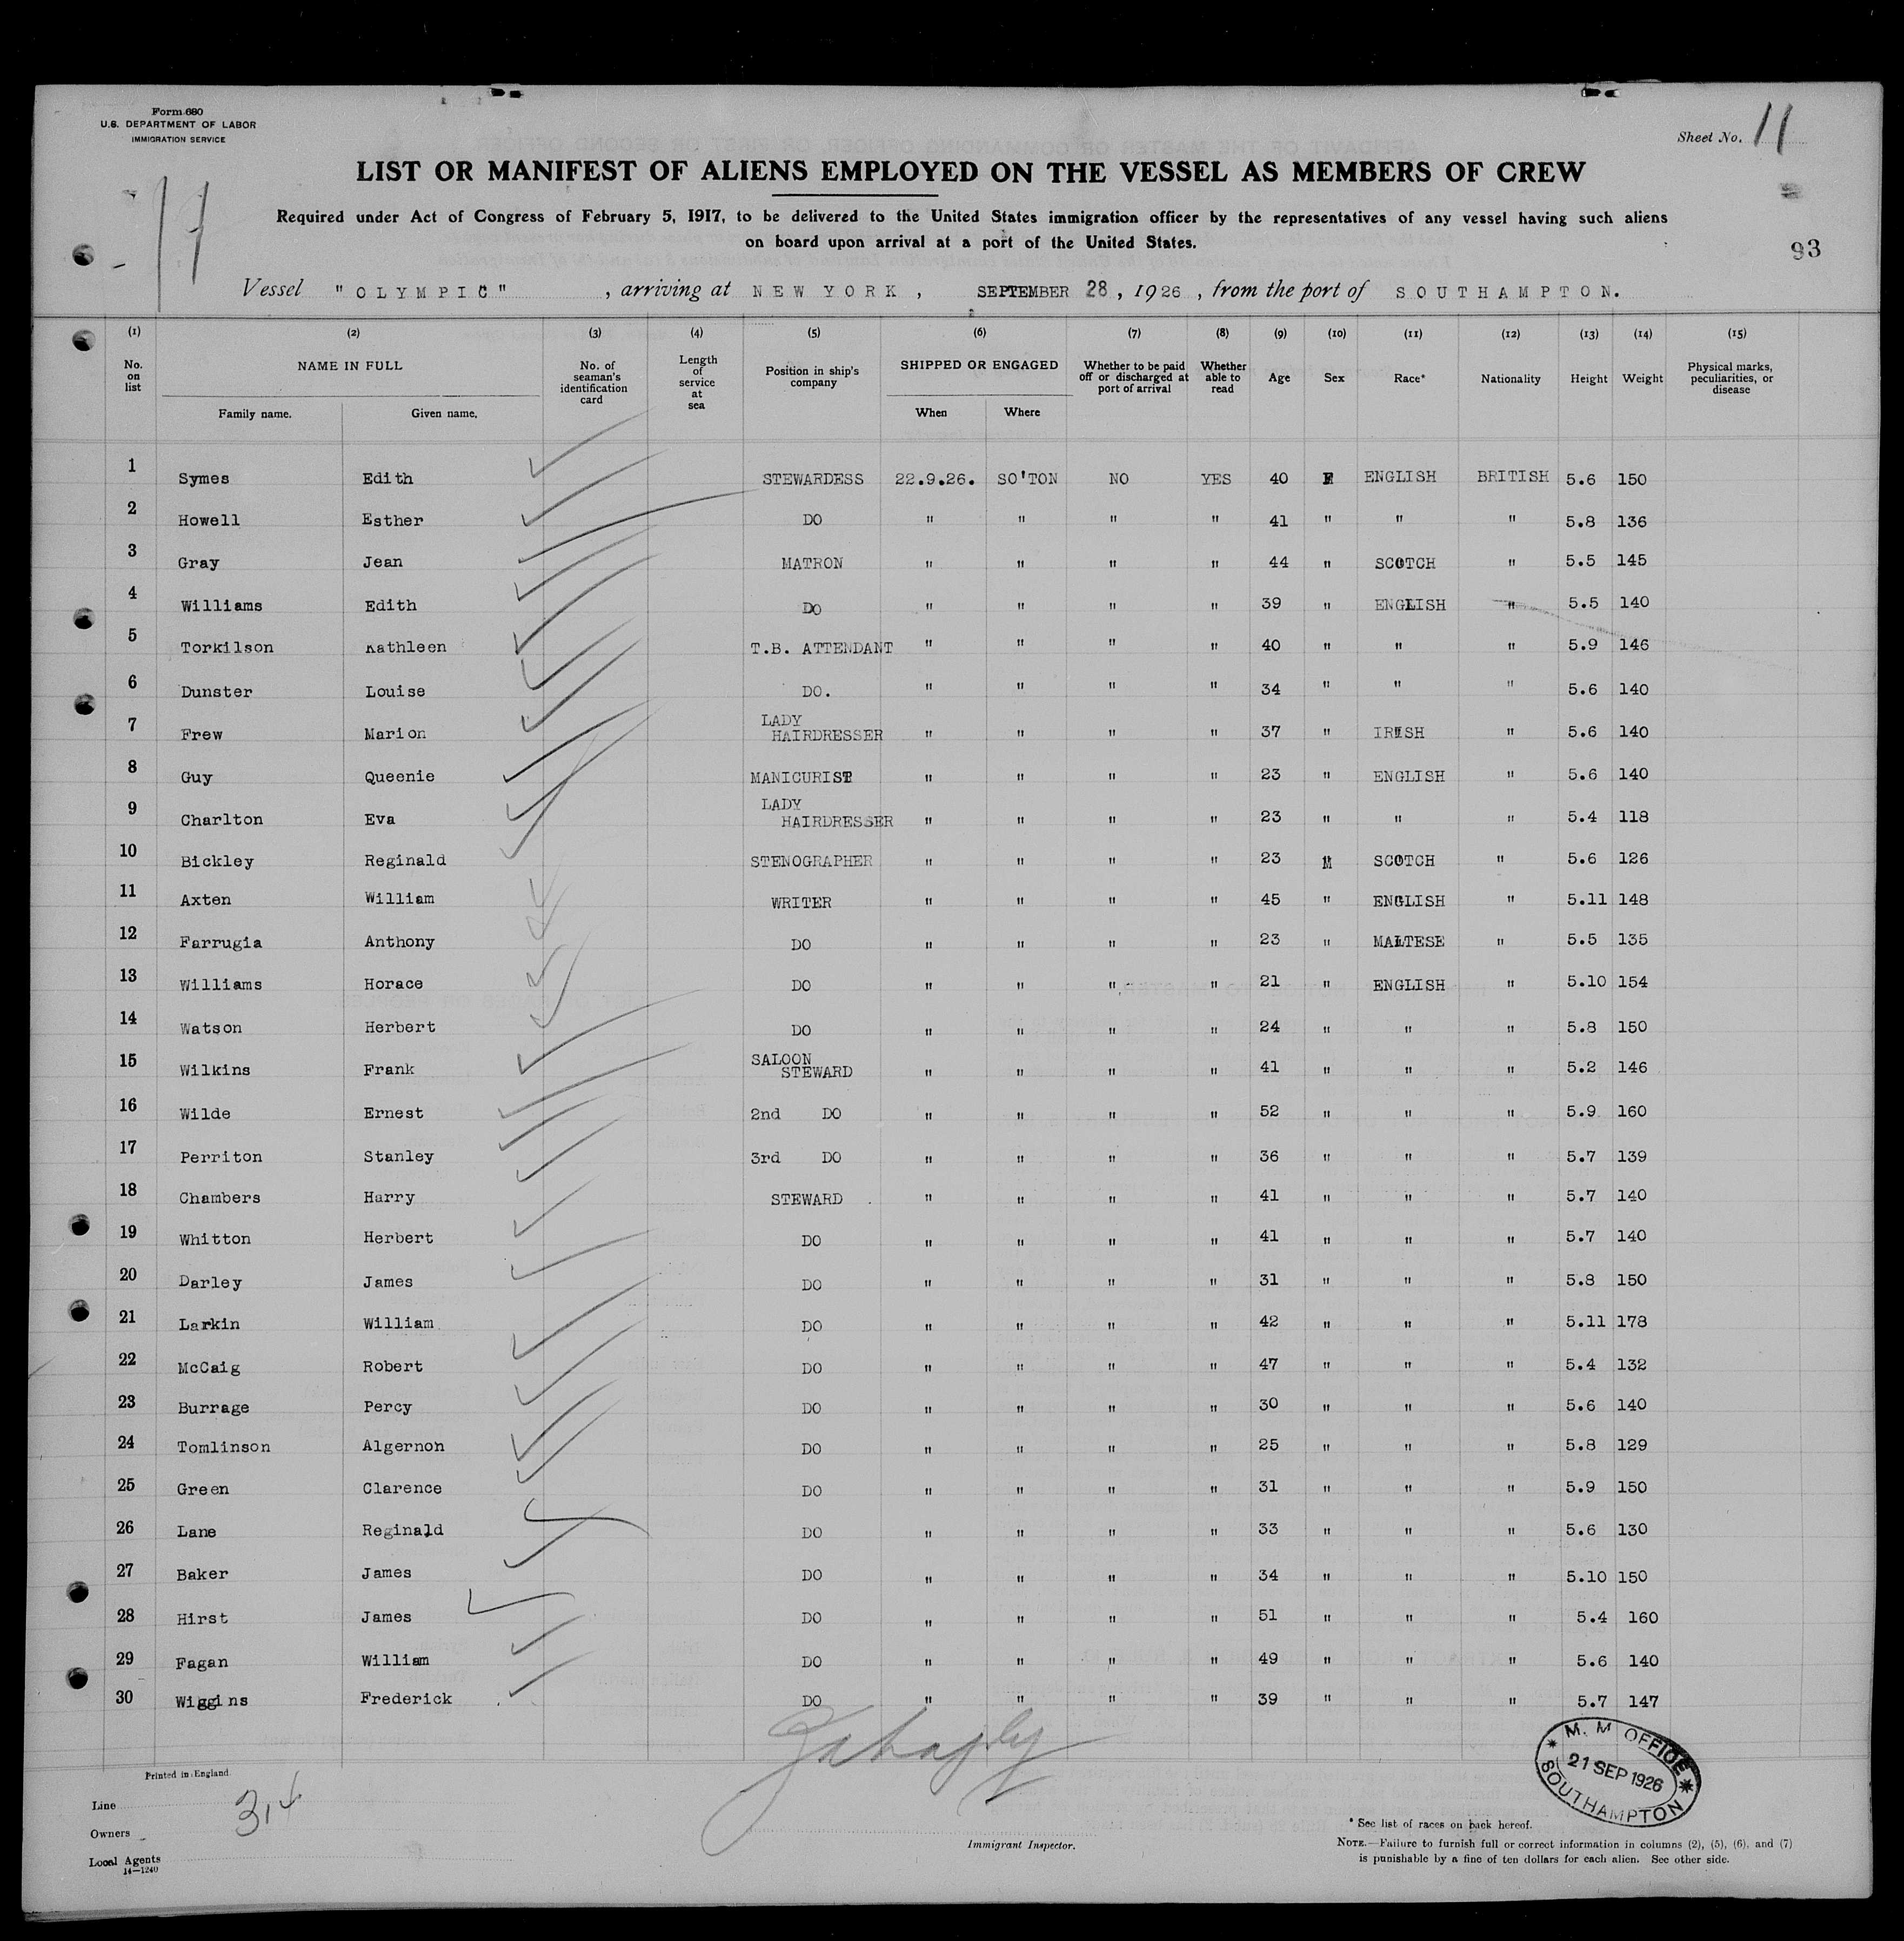 Form 680
U.S. DEPARTMENT OF LABOR
IMMIGRATION SERVICE
Sheet No. 11
LIST OR MANIFEST OF ALIENS EMPLOYED ON THE VESSEL AS MEMBERS OF CREW
Required under Act of Congress of February 5, 1917, to be delivered to the United States immigration officer by the representatives of any vessel having such aliens
on board upon arrival at a port of the United States.
93
Vessel "OLYMPIC" , arriving at NEW YORK, SEPTEMBER 28, 1926, from the port of SOUTHAMPTON.
(1) (2) (3) (4) (5) (6) (7) (8) (9) (10) (11) (12) (13) (14) (15)
No. on list NAME IN FULL Family name. Given name. No. of seaman's identification card Length of service at sea Position in ship's company SHIPPED OR ENGAGED When Where Whether to be paid off or discharged at port of arrival Whether able to read Age Sex Race* Nationality Height Weight Physical marks, peculiarities, or disease
1 Symes Edith STEWARDESS 22.9.26. SO'TON NO YES 40 F ENGLISH BRITISH 5.6 150
2 Howell Esther DO " " " " 41 " " " 5.8 136
3 Gray Jean MATRON " " " " 44 " SCOTCH " 5.5 145
4 Williams Edith DO " " " " 39 " ENGLISH " 5.5 140
5 Torkilson Kathleen T.B. ATTENDANT " " " " 40 " " " 5.9 146
6 Dunster Louise DO. " " " " 34 " " " 5.6 140
7 Frew Marion LADY HAIRDRESSER " " " " 37 " IRISH " 5.6 140
8 Guy Queenie MANICURIST " " " " 23 " ENGLISH " 5.6 140
9 Charlton Eva LADY HAIRDRESSER " " " " 23 " " " 5.4 118
10 Bickley Reginald STENOGRAPHER " " " " 23 M SCOTCH " 5.6 126
11 Axten William WRITER " " " " 45 " ENGLISH " 5.11 148
12 Farrugia Anthony DO " " " " 23 " MALTESE " 5.5 135
13 Williams Horace DO " " " " 21 " ENGLISH " 5.10 154
14 Watson Herbert DO " " " " 24 " " " 5.8 150
15 Wilkins Frank SALOON STEWARD " " " " 41 " " " 5.2 146
16 Wilde Ernest 2nd DO " " " " 52 " " " 5.9 160
17 Perriton Stanley 3rd DO " " " " 36 " " " 5.7 139
18 Chambers Harry STEWARD " " " " 41 " " " 5.7 140
19 Whitton Herbert DO " " " " 41 " " " 5.7 140
20 Darley James DO " " " " 31 " " " 5.8 150
21 Larkin William DO " " " " 42 " " " 5.11 178
22 McCaig Robert DO " " " " 47 " " " 5.4 132
23 Burrage Percy DO " " " " 30 " " " 5.6 140
24 Tomlinson Algernon DO " " " " 25 " " " 5.8 129
25 Green Clarence DO " " " " 31 " " " 5.9 150
26 Lane Reginald DO " " " " 33 " " " 5.6 130
27 Baker James DO " " " " 34 " " " 5.10 150
28 Hirst James DO " " " " 51 " " " 5.4 160
29 Fagan William DO " " " " 49 " " " 5.6 140
30 Wiggins Frederick DO " " " " 39 " " " 5.7 147
M. M OFFICE
21 SEP 1926
SOUTHAMPTON
Printed in England.
Line
Owners
Local Agents
14—1240
Immigrant Inspector.
* See list of races on back hereof.
NOTE.—Failure to furnish full or correct information in columns (2), (5), (6), and (7)
is punishable by a fine of ten dollars for each alien. See other side.